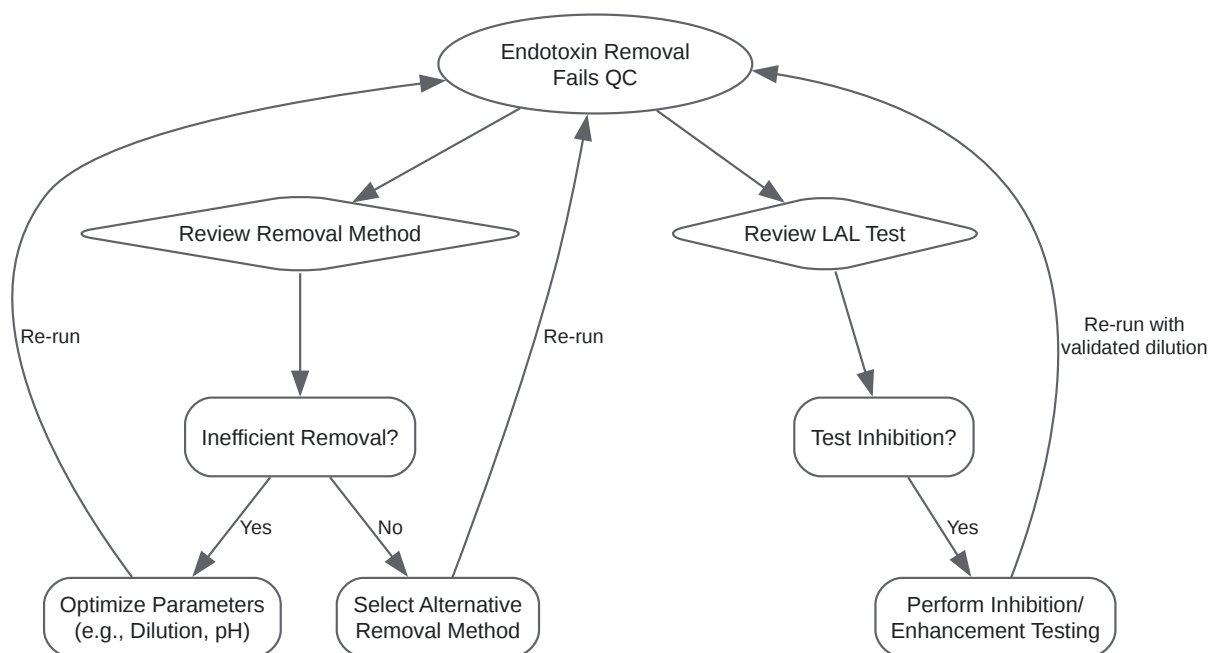 Endotoxin Removal
Fails QC
Review Removal Method
Review LAL Test
Re-run
Re-run
Re-run with
validated dilution
Inefficient Removal?
Test Inhibition?
Yes
No
Yes
Optimize Parameters
(e.g., Dilution, pH)
Select Alternative
Removal Method
Perform Inhibition/
Enhancement Testing